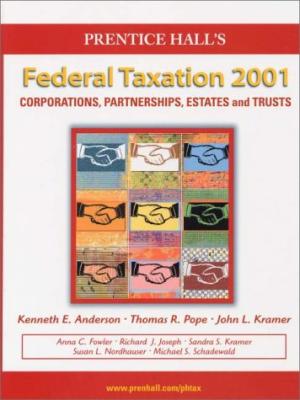 PRENTICE HALL'S
Federal Taxation 2001
CORPORATIONS, PARTNERSHIPS, ESTATES and TRUSTS
Kenneth E. Anderson • Thomas R. Pope • John L. Kramer
Anna C. Fowler • Richard J. Joseph • Sandra S. Kramer
Susan L. Nordhauser • Michael S. Schadewald
www.prenhall.com/phtax